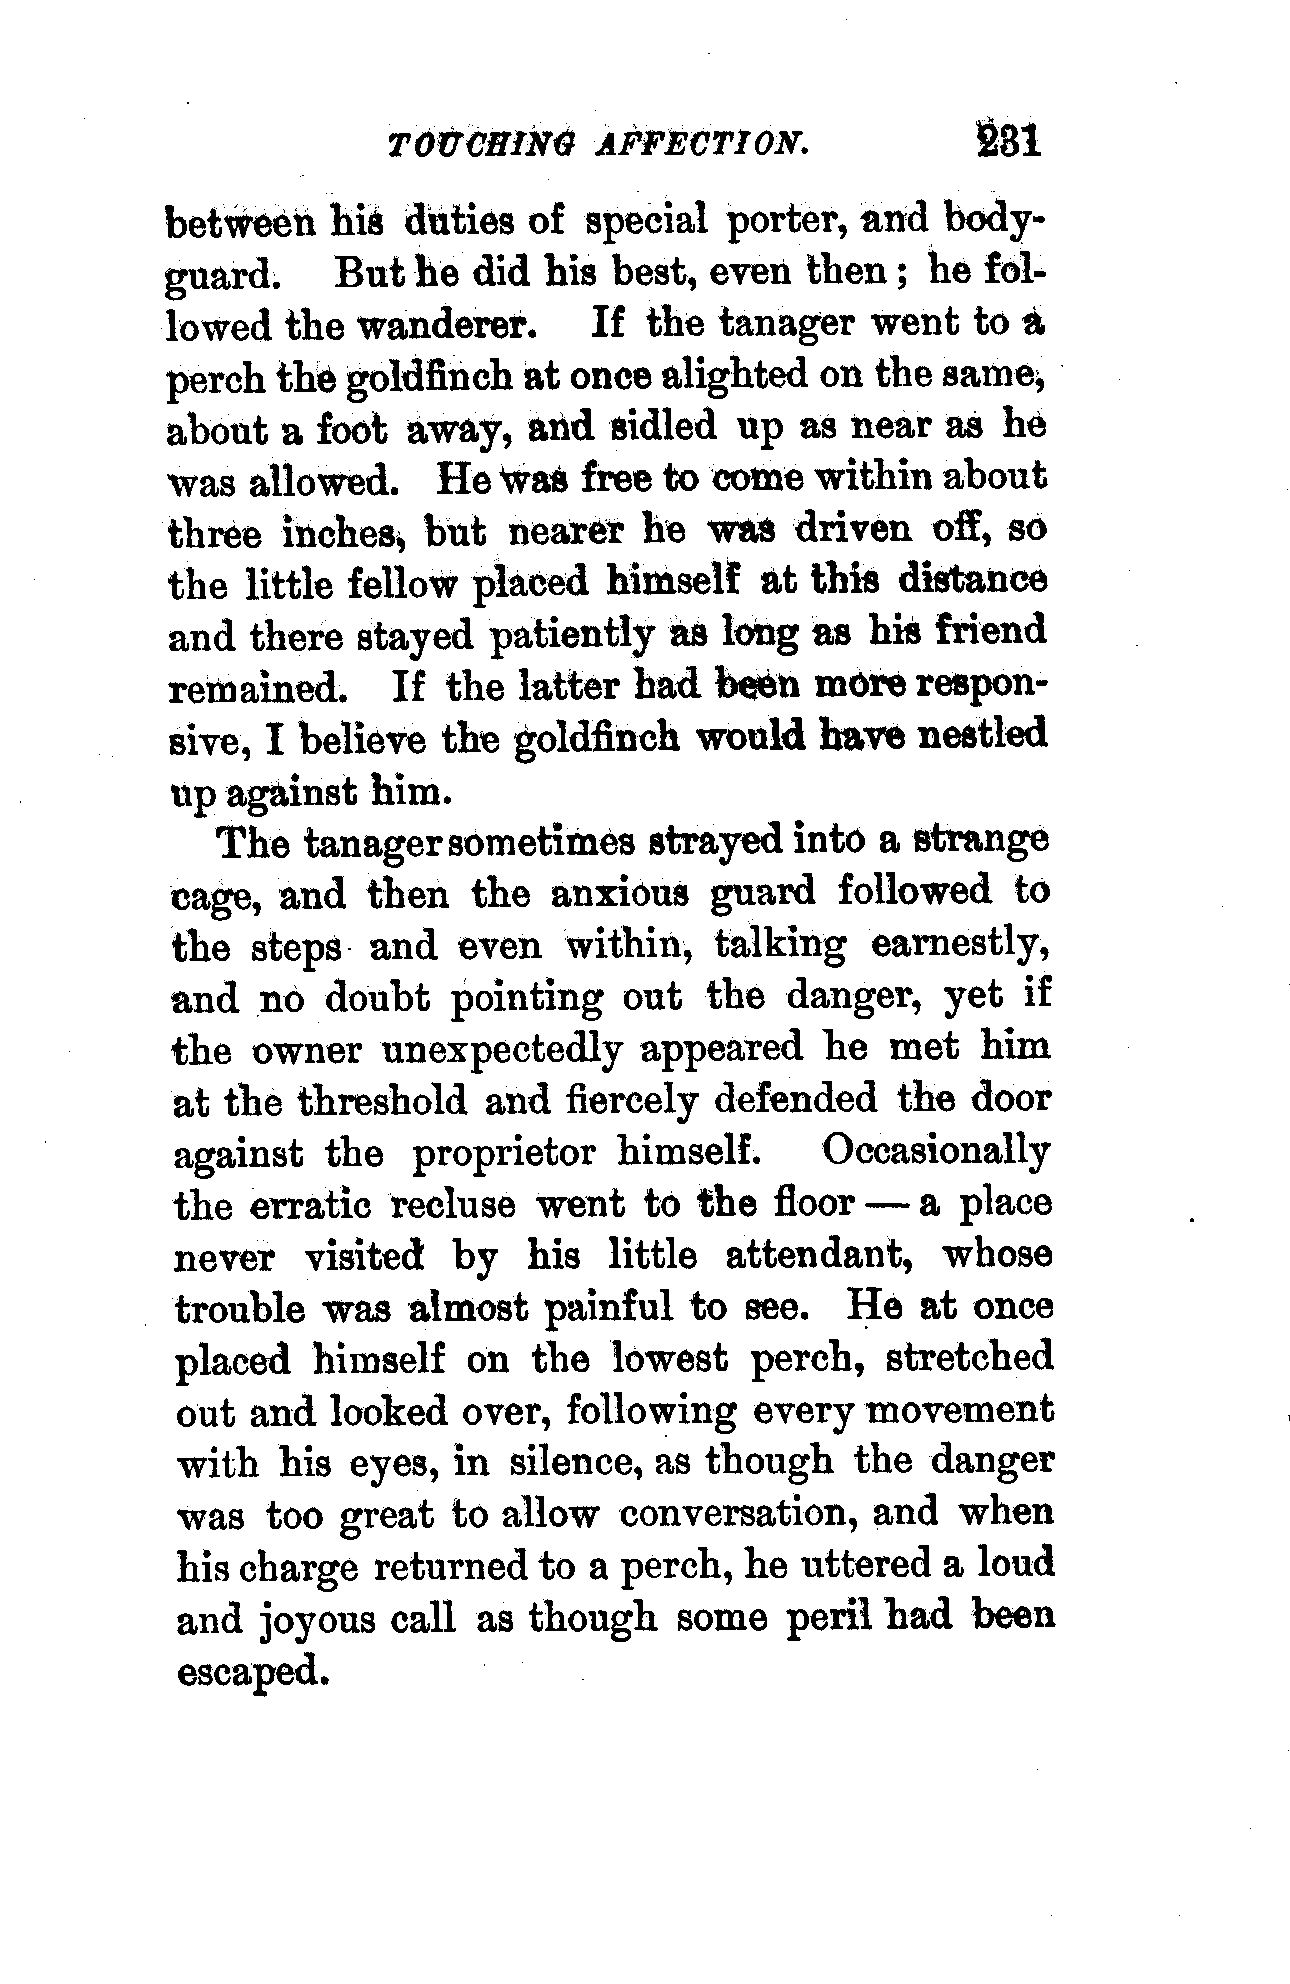 TOUCHING AFFECTION. 231
between his duties of special porter, and body-
guard. But he did his best, even then ; he fol-
lowed the wanderer. If the tanager went to a
perch the goldfinch at once alighted on the same,
about a foot away, and sidled up as near as he
was allowed. He was free to come within about
three inches, but nearer he was driven off, so
the little fellow placed himself at this distance
and there stayed patiently as long as his friend
remained. If the latter had been more respon-
sive, I believe the goldfinch would have nestled
up against him.
The tanager sometimes strayed into a strange
cage, and then the anxious guard followed to
the steps and even within, talking earnestly,
and no doubt pointing out the danger, yet if
the owner unexpectedly appeared he met him
at the threshold and fiercely defended the door
against the proprietor himself. Occasionally
the erratic recluse went to the floor — a place
never visited by his little attendant, whose
trouble was almost painful to see. He at once
placed himself on the lowest perch, stretched
out and looked over, following every movement
with his eyes, in silence, as though the danger
was too great to allow conversation, and when
his charge returned to a perch, he uttered a loud
and joyous call as though some peril had been
escaped.